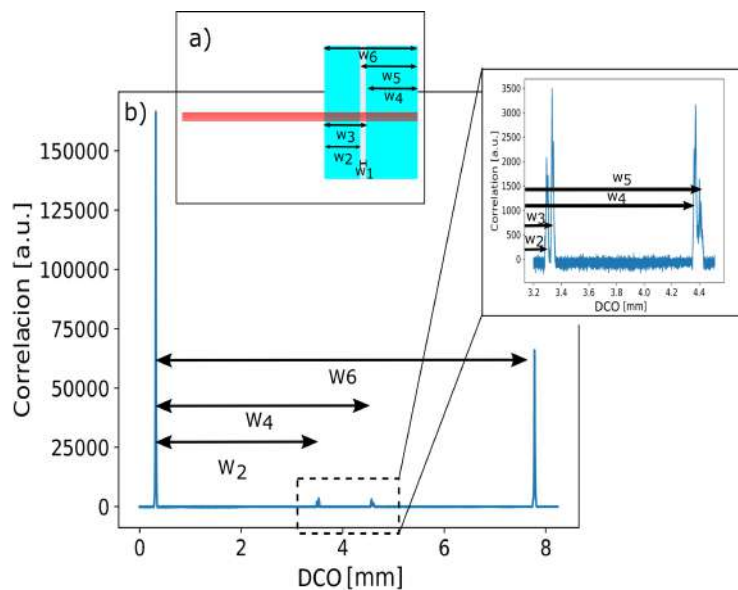 a)
w6
w5
w4
w3
w2
w1
b)
Correlacion [a.u.]
150000
125000
100000
75000
50000
25000
0
W6
W4
W2
0 2 4 6 8
DCO [mm]
Correlation [a.u.]
3500
3000
2500
2000
1500
1000
500
0
w5
w4
w3
w2
3.2 3.4 3.6 3.8 4.0 4.2 4.4
DCO [mm]